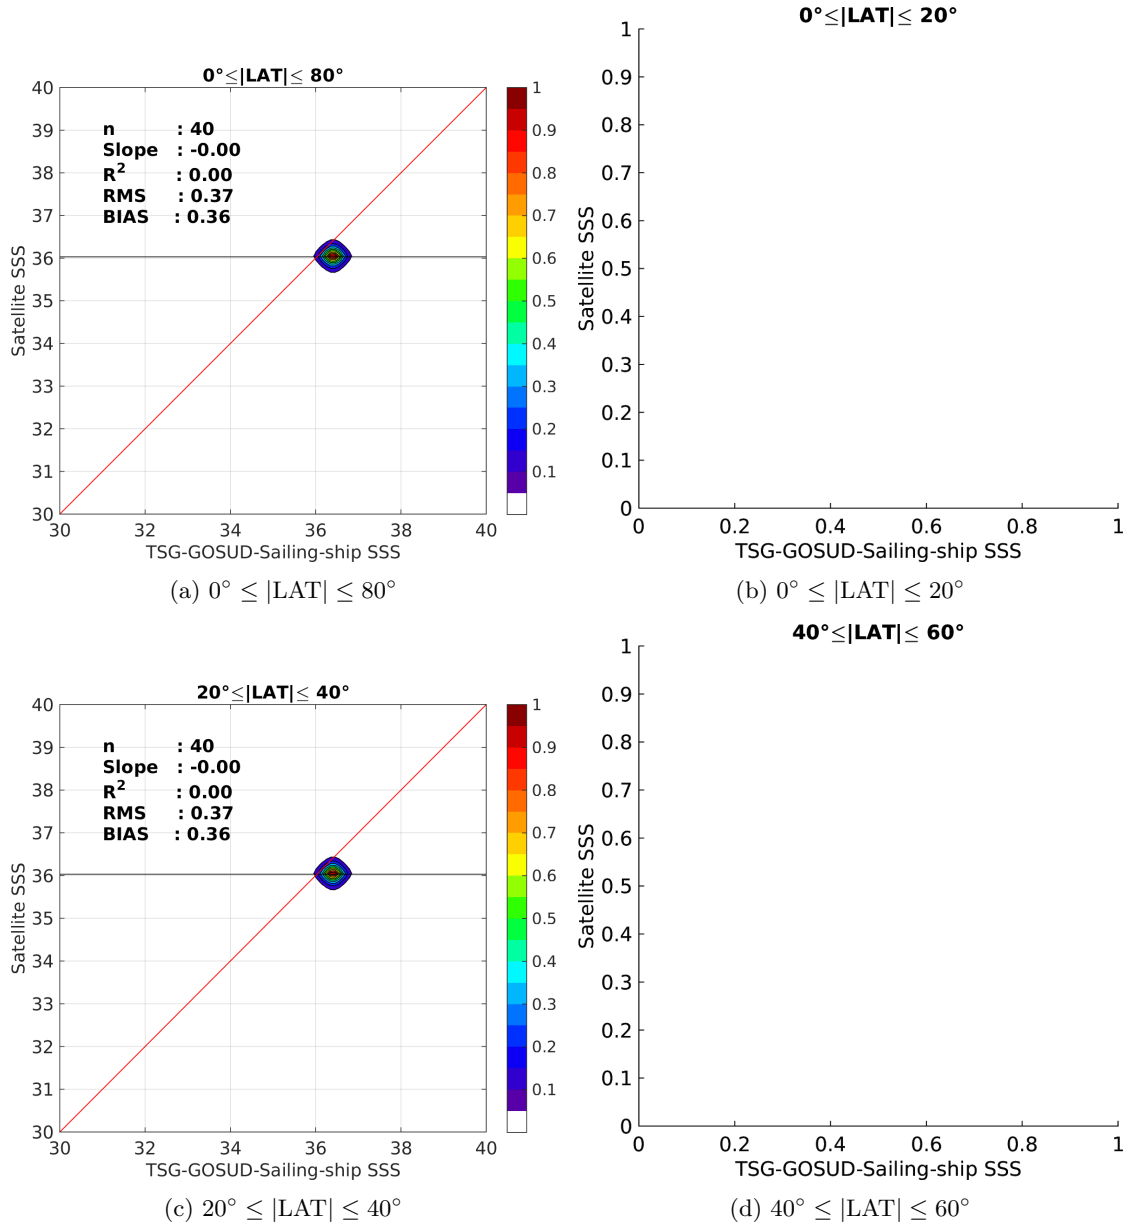 0°≤|LAT|≤ 80°
40
39
38
37
36
35
34
33
32
31
30
n : 40
Slope : -0.00
R² : 0.00
RMS : 0.37
BIAS : 0.36
Satellite SSS
30 32 34 36 38 40
TSG-GOSUD-Sailing-ship SSS
1
0.9
0.8
0.7
0.6
0.5
0.4
0.3
0.2
0.1
(a) 0° ≤ |LAT| ≤ 80°
0°≤|LAT|≤ 20°
1
0.9
0.8
0.7
0.6
0.5
0.4
0.3
0.2
0.1
0
Satellite SSS
0 0.2 0.4 0.6 0.8 1
TSG-GOSUD-Sailing-ship SSS
(b) 0° ≤ |LAT| ≤ 20°
20°≤|LAT|≤ 40°
40
39
38
37
36
35
34
33
32
31
30
n : 40
Slope : -0.00
R² : 0.00
RMS : 0.37
BIAS : 0.36
Satellite SSS
30 32 34 36 38 40
TSG-GOSUD-Sailing-ship SSS
1
0.9
0.8
0.7
0.6
0.5
0.4
0.3
0.2
0.1
(c) 20° ≤ |LAT| ≤ 40°
40°≤|LAT|≤ 60°
1
0.9
0.8
0.7
0.6
0.5
0.4
0.3
0.2
0.1
0
Satellite SSS
0 0.2 0.4 0.6 0.8 1
TSG-GOSUD-Sailing-ship SSS
(d) 40° ≤ |LAT| ≤ 60°